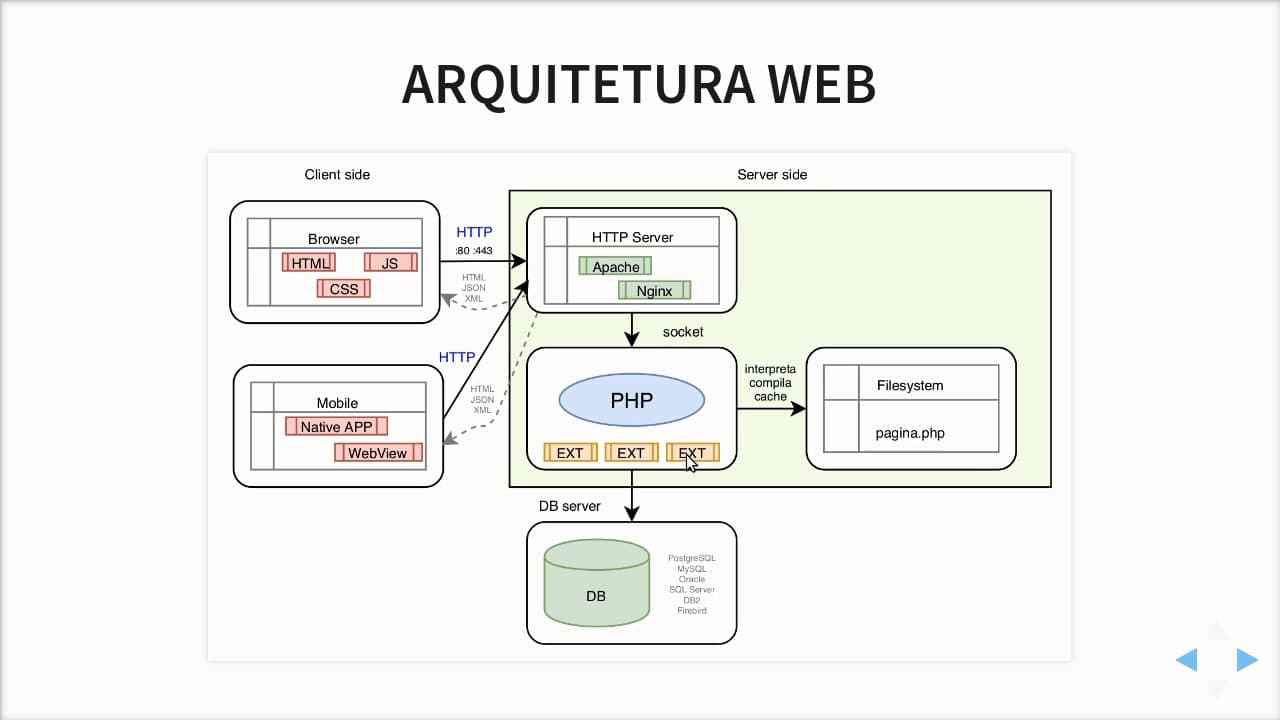 ARQUITETURA WEB
Client side
Server side
Browser
HTML
JS
CSS
HTTP
:80 :443
HTML
JSON
XML
HTTP Server
Apache
Nginx
socket
Mobile
Native APP
WebView
HTTP
HTML
JSON
XML
PHP
EXT
EXT
EXT
interpreta
compila
cache
Filesystem
pagina.php
DB server
DB
PostgreSQL
MySQL
Oracle
SQL Server
DB2
Firebird